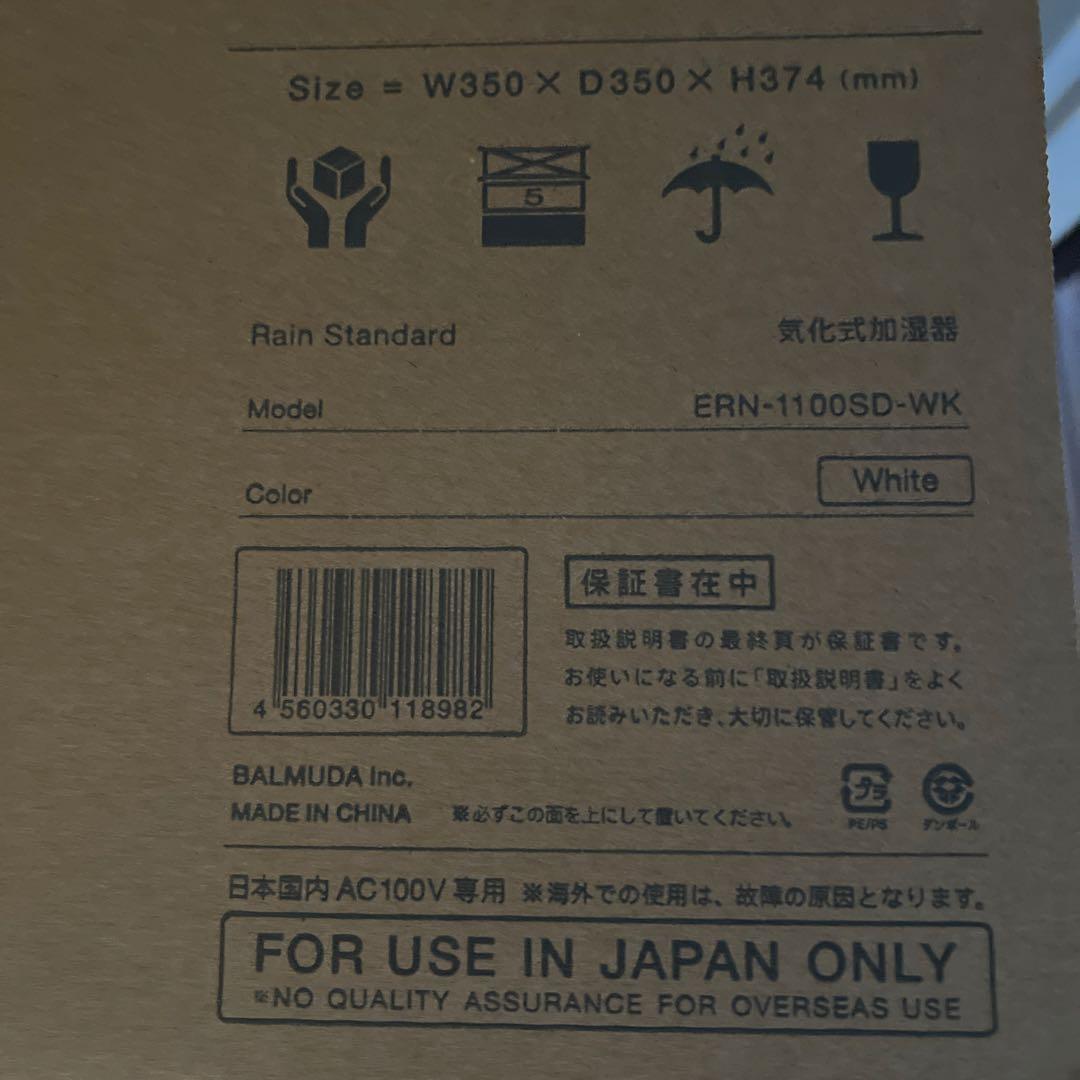 Size = W350 × D350 × H374 (mm)
5
Rain Standard 気化式加湿器
Model ERN-1100SD-WK
Color White
保証書在中
取扱説明書の最終頁が保証書です。
お使いになる前に「取扱説明書」をよく
お読みいただき、大切に保管してください。
4 560330 118982
BALMUDA Inc.
MADE IN CHINA ※必ずこの面を上にして置いてください。
プラ
PE/PS
ダンボール
日本国内 AC100V 専用 ※海外での使用は、故障の原因となります。
FOR USE IN JAPAN ONLY
※NO QUALITY ASSURANCE FOR OVERSEAS USE